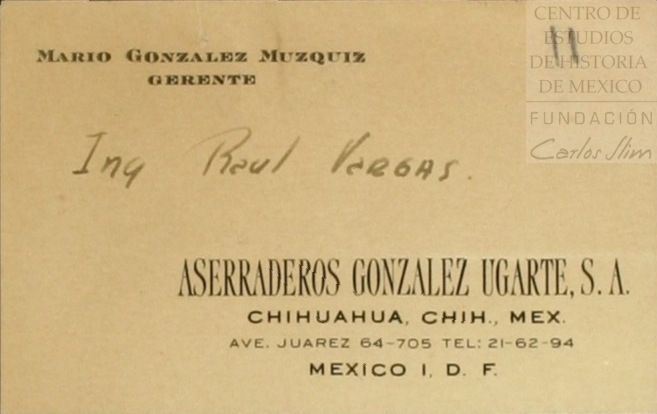 CENTRO DE
ESTUDIOS
DE HISTORIA
DE MEXICO
FUNDACIÓN
Carlos Slim
11
MARIO GONZALEZ MUZQUIZ
GERENTE
Ing Raul Vargas.
ASERRADEROS GONZALEZ UGARTE, S. A.
CHIHUAHUA, CHIH., MEX.
AVE. JUAREZ 64-705 TEL: 21-62-94
MEXICO 1, D. F.